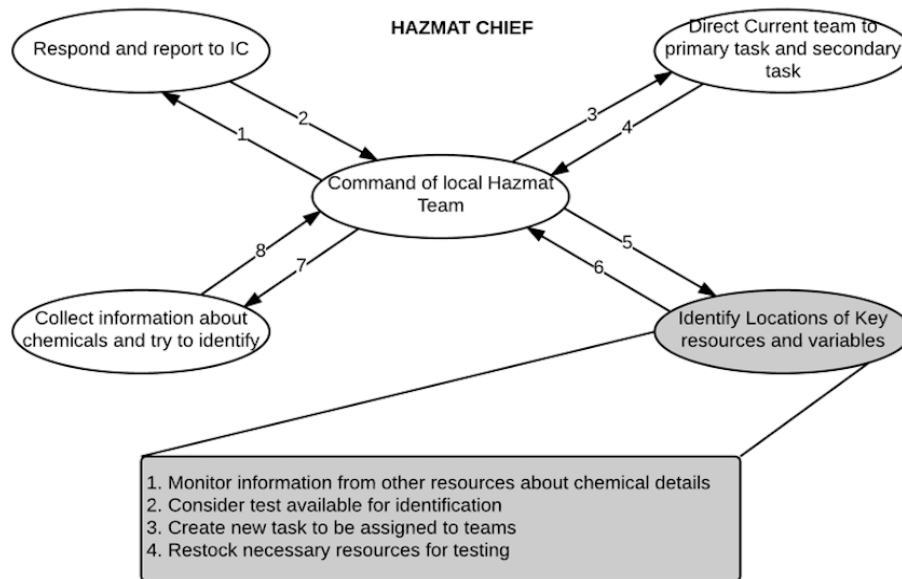 HAZMAT CHIEF
Respond and report to IC
Direct Current team to
primary task and secondary
task
1
2
3
4
Command of local Hazmat
Team
5
6
7
8
Collect information about
chemicals and try to identify
Identify Locations of Key
resources and variables
1. Monitor information from other resources about chemical details
2. Consider test available for identification
3. Create new task to be assigned to teams
4. Restock necessary resources for testing